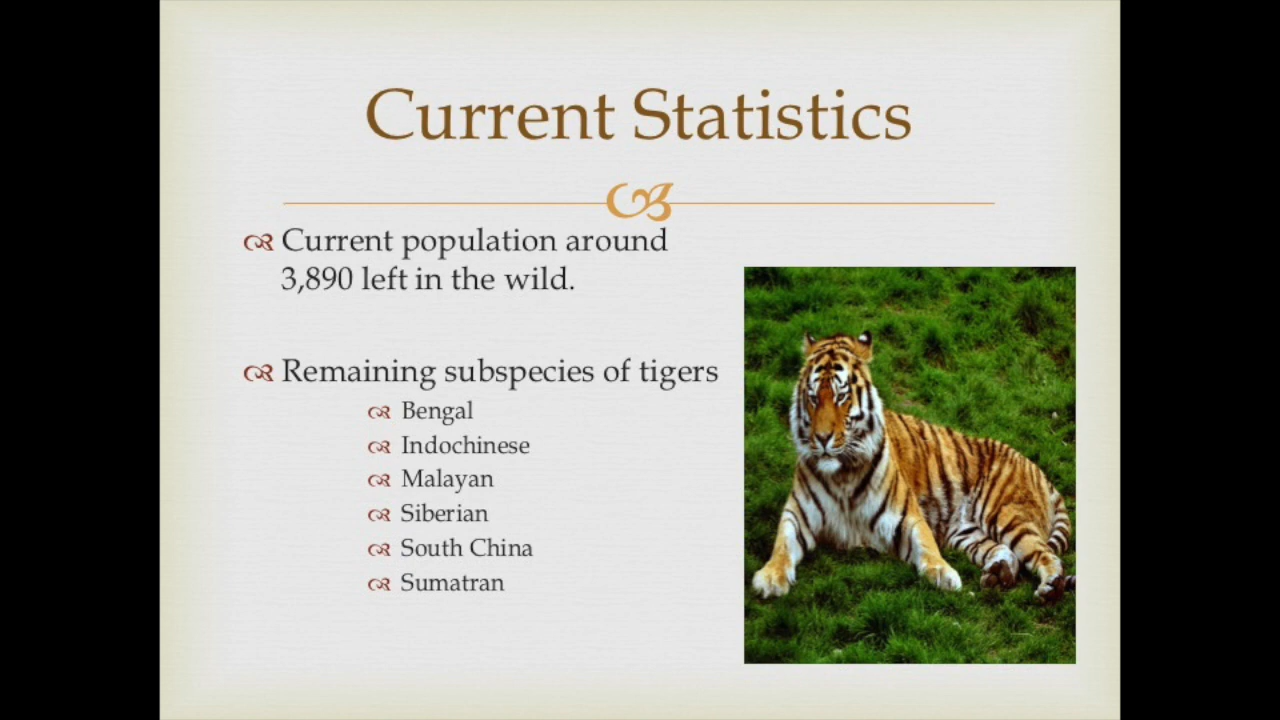 Current Statistics
Current population around
3,890 left in the wild.
Remaining subspecies of tigers
Bengal
Indochinese
Malayan
Siberian
South China
Sumatran